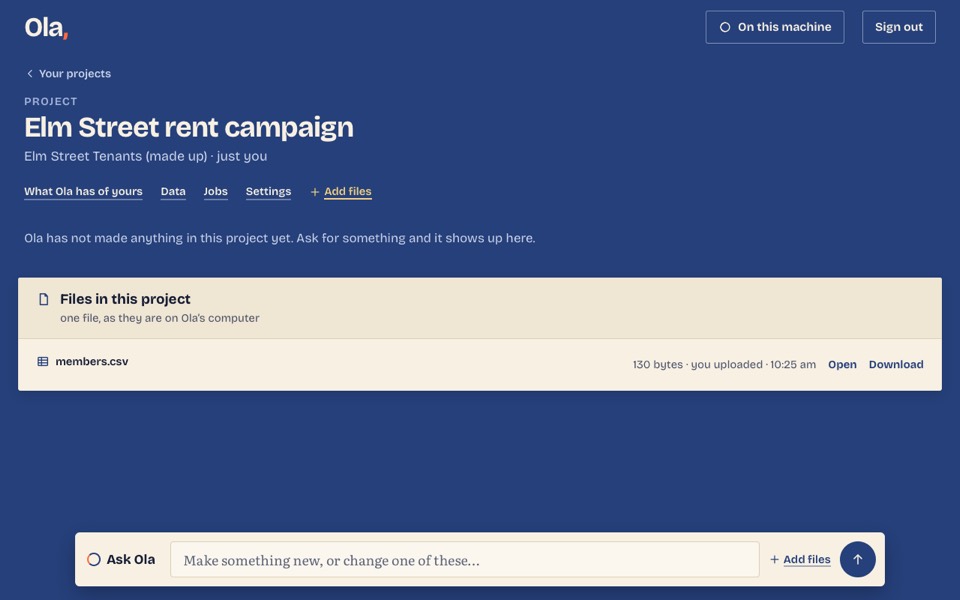 Ola,
On this machine
Sign out
Your projects
PROJECT
Elm Street rent campaign
Elm Street Tenants (made up) · just you
What Ola has of yours Data Jobs Settings + Add files
Ola has not made anything in this project yet. Ask for something and it shows up here.
Files in this project
one file, as they are on Ola's computer
members.csv
130 bytes · you uploaded · 10:25 am Open Download
Ask Ola
Make something new, or change one of these...
+ Add files